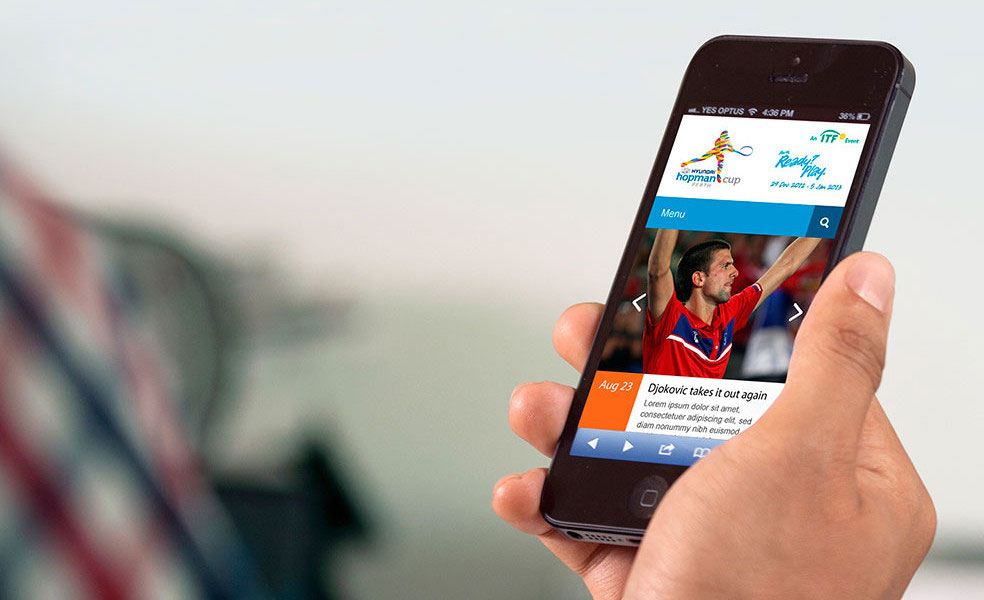 YES OPTUS 4:36 PM 36%
An ITF Event
HYUNDAI
hopman cup
PERTH
Ready? Play.
29 Dec 2012 - 5 Jan 2013
Menu
Aug 23
Djokovic takes it out again
Lorem ipsum dolor sit amet,
consectetuer adipiscing elit, sed
diam nonummy nibh euismod